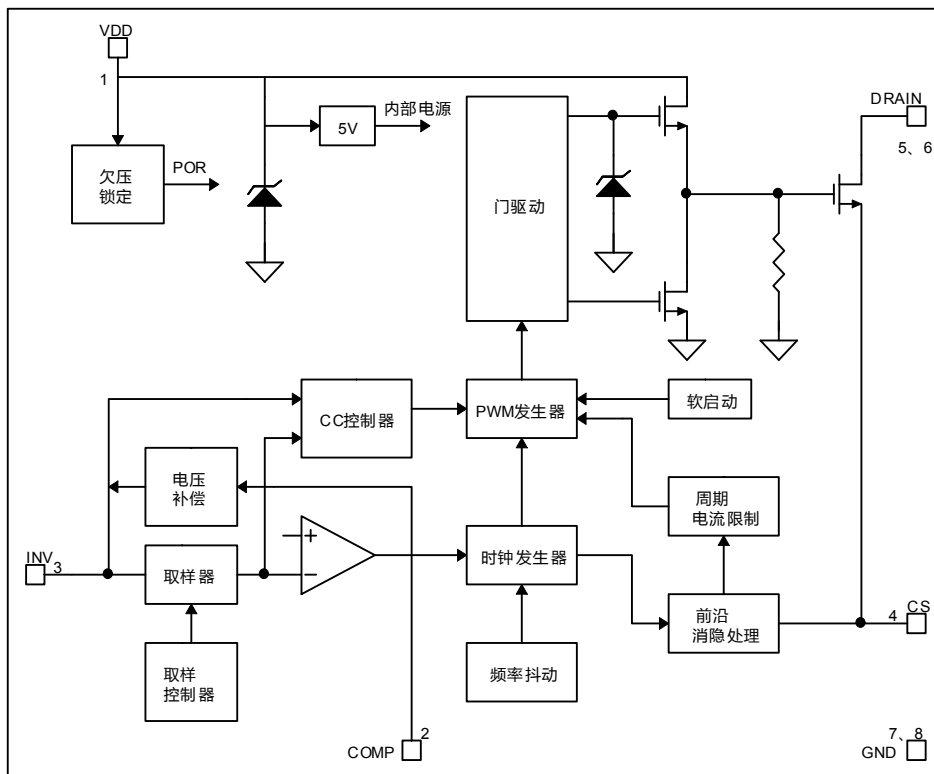 VDD
1
欠压
锁定
POR
5V
内部电源
门驱动
DRAIN
5、6
CC控制器
PWM发生器
软启动
电压
补偿
周期
电流限制
INV
3
取样器
+
−
时钟发生器
前沿
消隐处理
4
CS
取样
控制器
频率抖动
COMP
2
7、8
GND